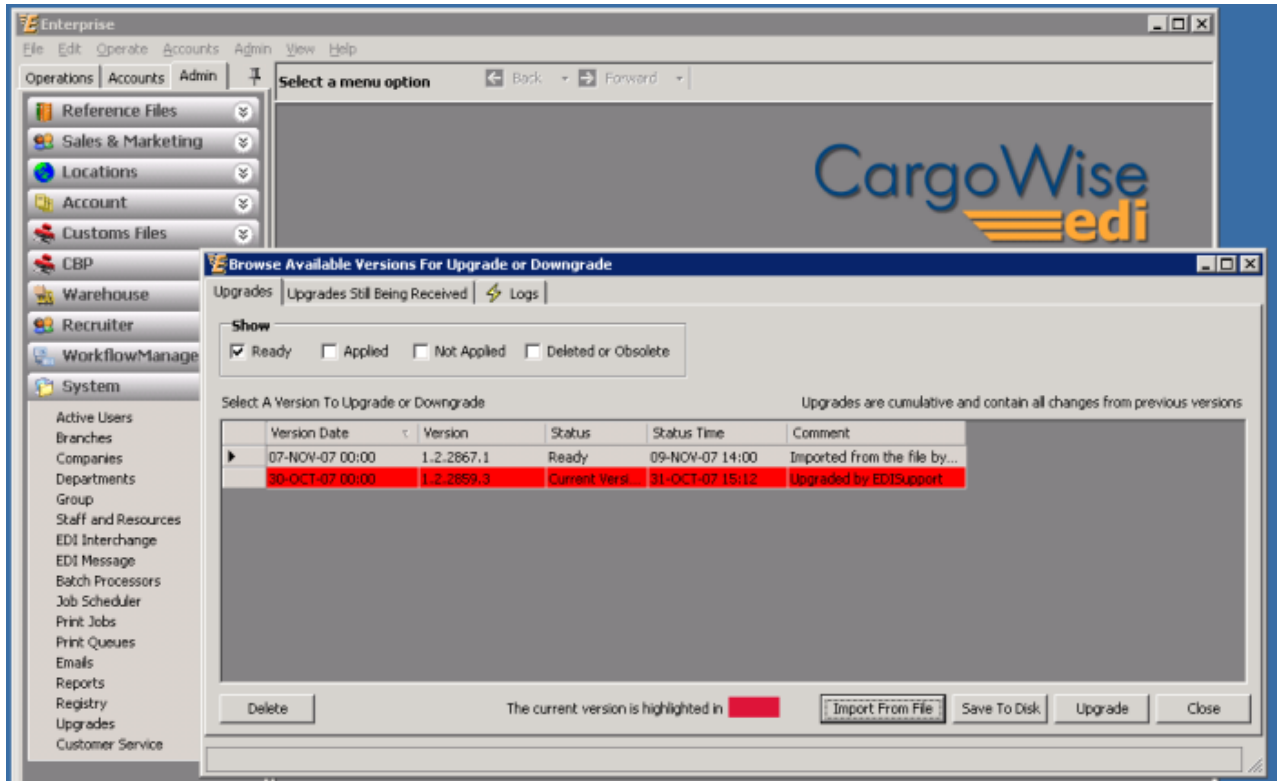 Enterprise
File Edit Operate Accounts Admin View Help
Operations Accounts Admin
Select a menu option Back Forward
Reference Files
Sales & Marketing
Locations
Account
Customs Files
CBP
Warehouse
Recruiter
WorkflowManage
System
Active Users
Branches
Companies
Departments
Group
Staff and Resources
EDI Interchange
EDI Message
Batch Processors
Job Scheduler
Print Jobs
Print Queues
Emails
Reports
Registry
Upgrades
Customer Service
CargoWise
edi
Browse Available Versions For Upgrade or Downgrade
Upgrades Upgrades Still Being Received Logs
Show
Ready Applied Not Applied Deleted or Obsolete
Select A Version To Upgrade or Downgrade Upgrades are cumulative and contain all changes from previous versions
Version Date Version Status Status Time Comment
07-NOV-07 00:00 1.2.2867.1 Ready 09-NOV-07 14:00 Imported from the file by...
30-OCT-07 00:00 1.2.2859.3 Current Versi... 31-OCT-07 15:12 Upgraded by EDISupport
Delete The current version is highlighted in Import From File Save To Disk Upgrade Close